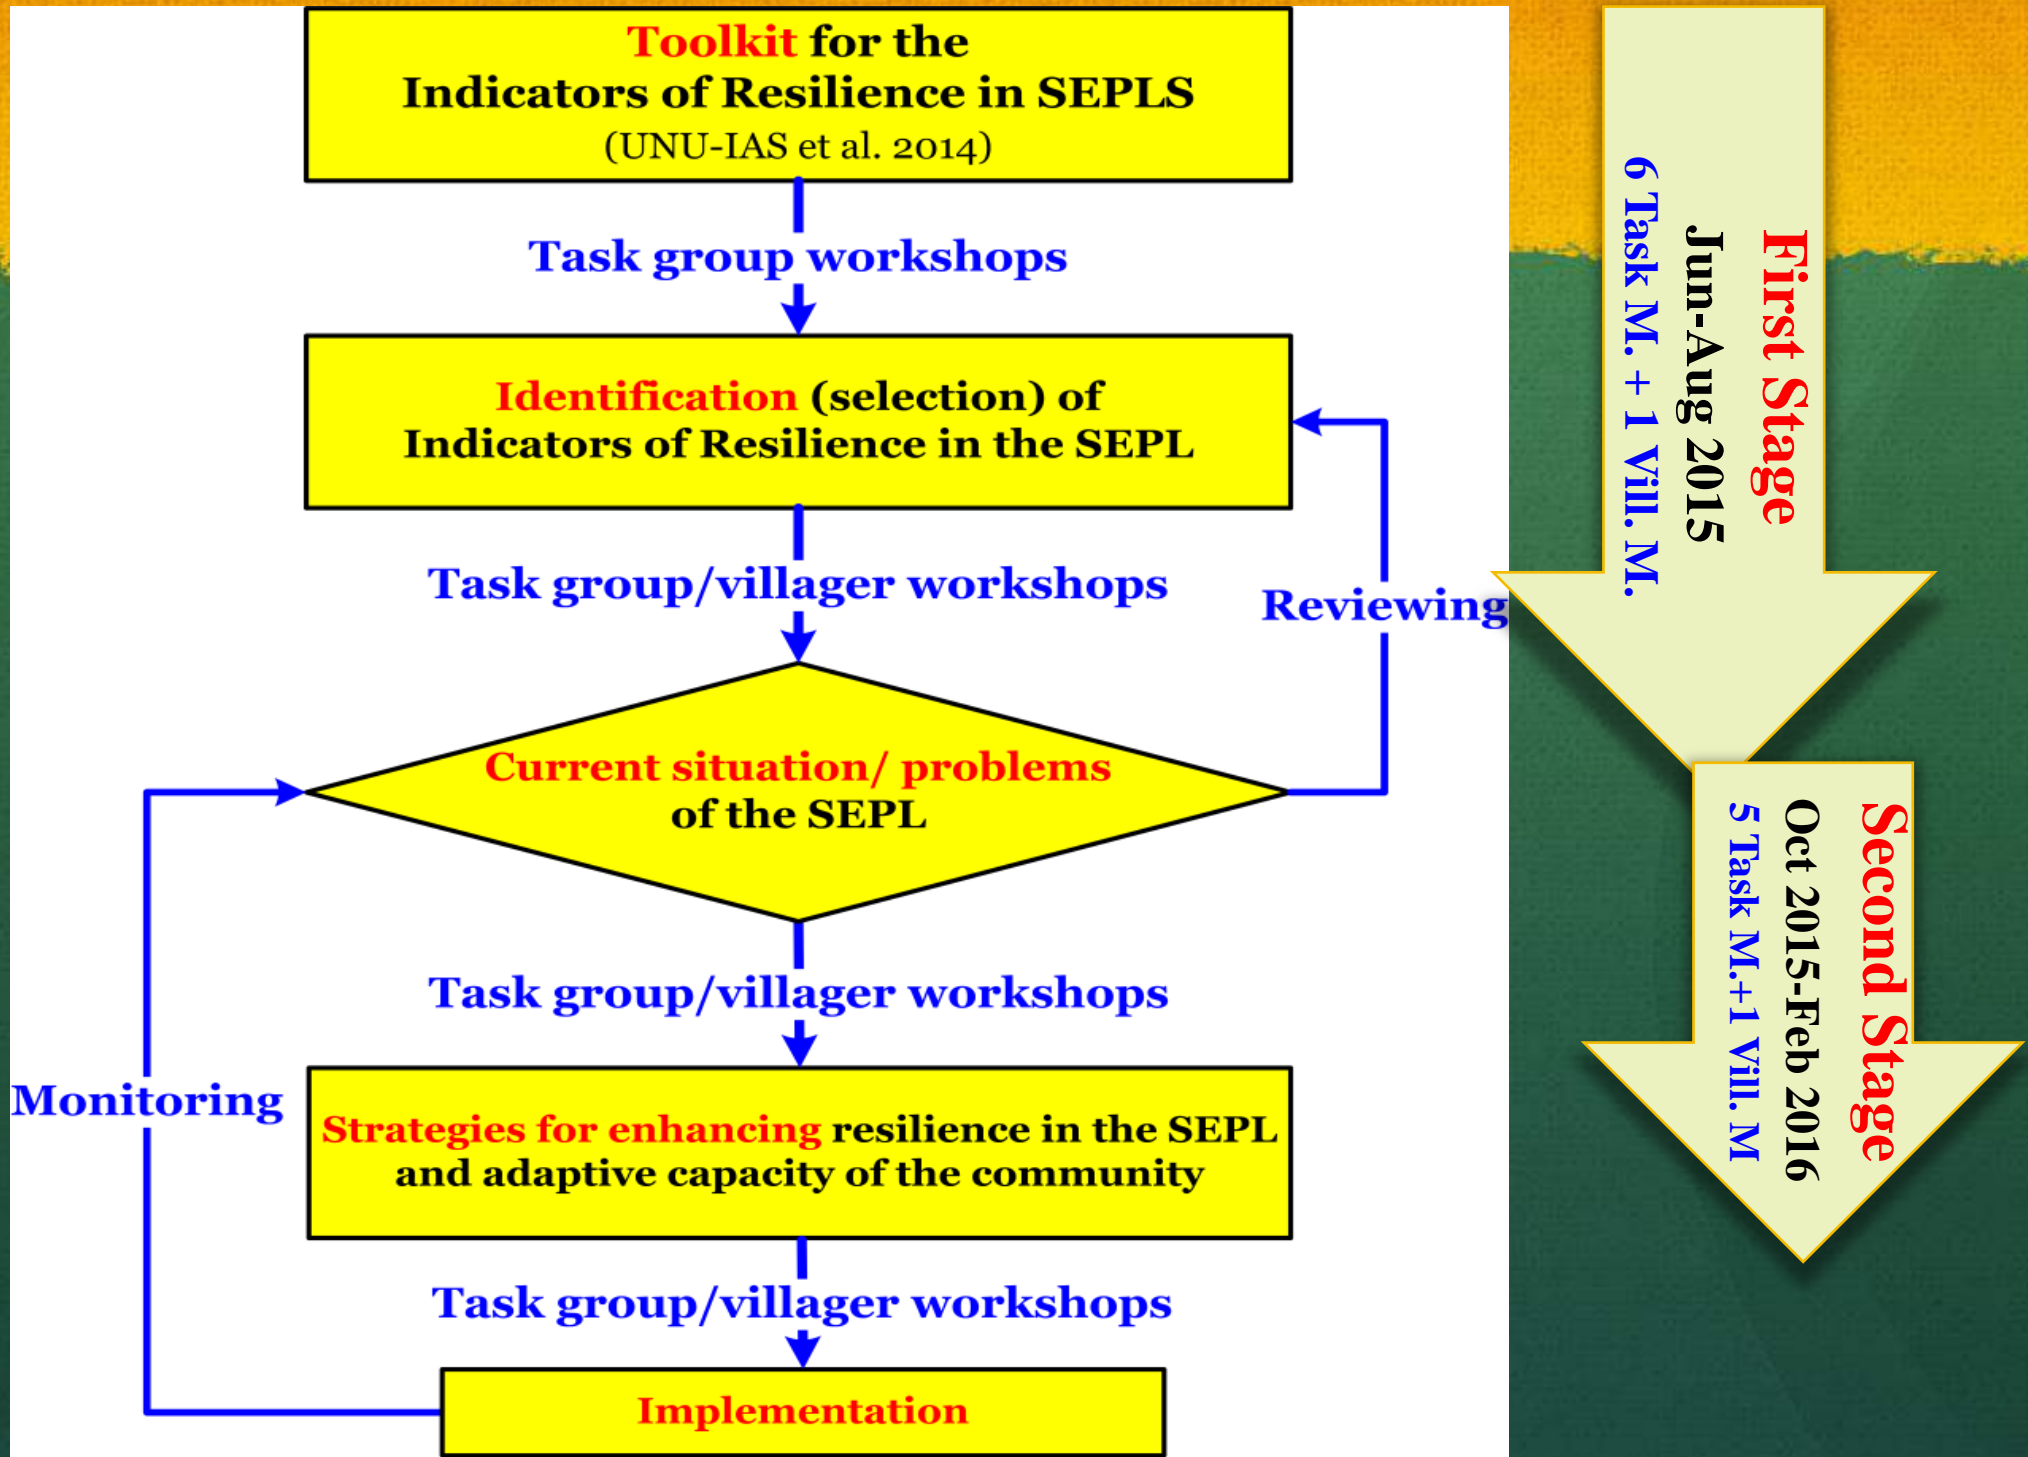 Toolkit for the
Indicators of Resilience in SEPLS
(UNU-IAS et al. 2014)
Task group workshops
Identification (selection) of
Indicators of Resilience in the SEPL
Task group/villager workshops
Reviewing
Current situation/ problems
of the SEPL
Task group/villager workshops
Monitoring
Strategies for enhancing resilience in the SEPL
and adaptive capacity of the community
Task group/villager workshops
Implementation
First Stage
Jun-Aug 2015
6 Task M. + 1 Vill. M.
Second Stage
Oct 2015-Feb 2016
5 Task M.+1 Vill. M